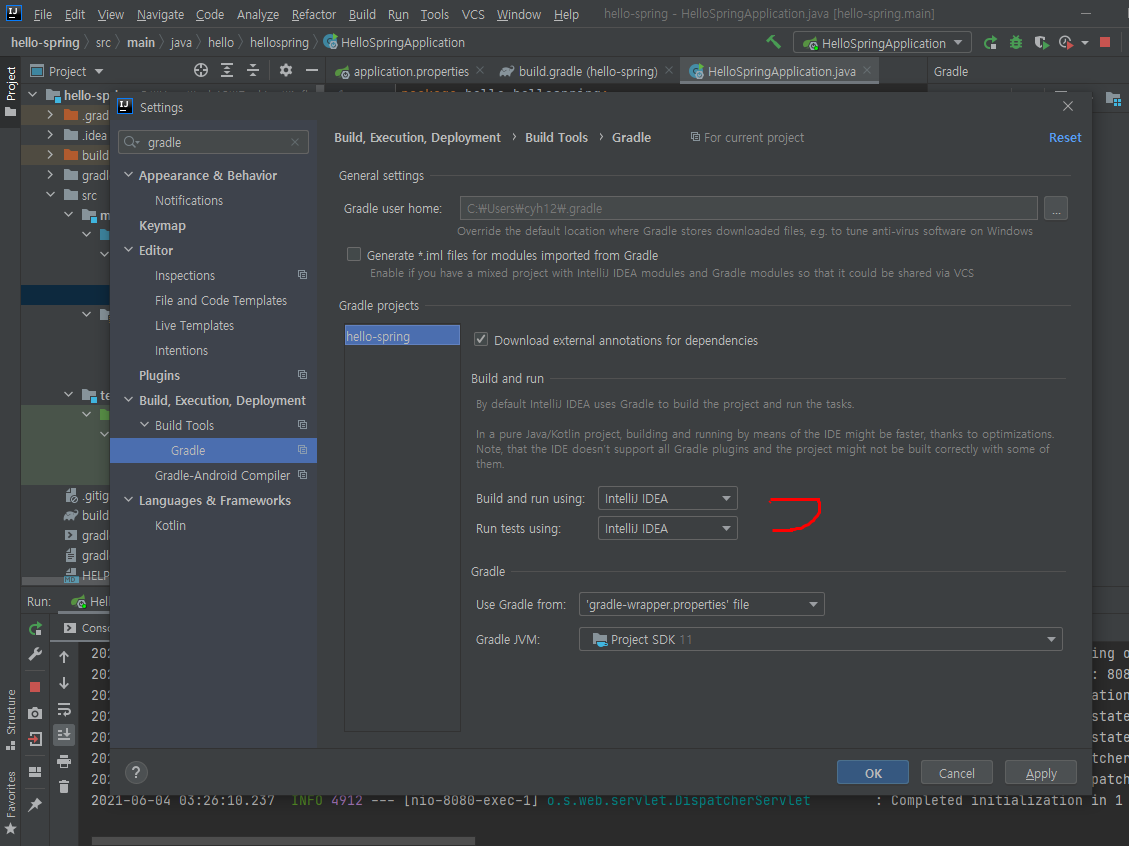 File Edit View Navigate Code Analyze Refactor Build Run Tools VCS Window Help hello-spring - HelloSpringApplication.java [hello-spring.main]
hello-spring src main java hello hellospring HelloSpringApplication HelloSpringApplication
Project application.properties build.gradle (hello-spring) HelloSpringApplication.java Gradle
Project
hello-sp
.grad
.idea
build
gradl
src
m
te
.gitig
build
gradl
gradl
HELP
Settings
gradle
Appearance & Behavior
Notifications
Keymap
Editor
Inspections
File and Code Templates
Live Templates
Intentions
Plugins
Build, Execution, Deployment
Build Tools
Gradle
Gradle-Android Compiler
Languages & Frameworks
Kotlin
Build, Execution, Deployment › Build Tools › Gradle For current project Reset
General settings
Gradle user home: C:₩Users₩cyh12₩.gradle ...
Override the default location where Gradle stores downloaded files, e.g. to tune anti-virus software on Windows
Generate *.iml files for modules imported from Gradle
Enable if you have a mixed project with IntelliJ IDEA modules and Gradle modules so that it could be shared via VCS
Gradle projects
hello-spring
Download external annotations for dependencies
Build and run
By default IntelliJ IDEA uses Gradle to build the project and run the tasks.
In a pure Java/Kotlin project, building and running by means of the IDE might be faster, thanks to optimizations.
Note, that the IDE doesn't support all Gradle plugins and the project might not be built correctly with some of
them.
Build and run using: IntelliJ IDEA
Run tests using: IntelliJ IDEA
Gradle
Use Gradle from: 'gradle-wrapper.properties' file
Gradle JVM: Project SDK 11
? OK Cancel Apply
Run: Hel
Conso
Structure
Favorites
202 ing o
202 : 808
202 ation
202 state
202 state
202 tcher
202 patch
2021-06-04 03:26:10.237 INFO 4912 --- [nio-8080-exec-1] o.s.web.servlet.DispatcherServlet : Completed initialization in 1